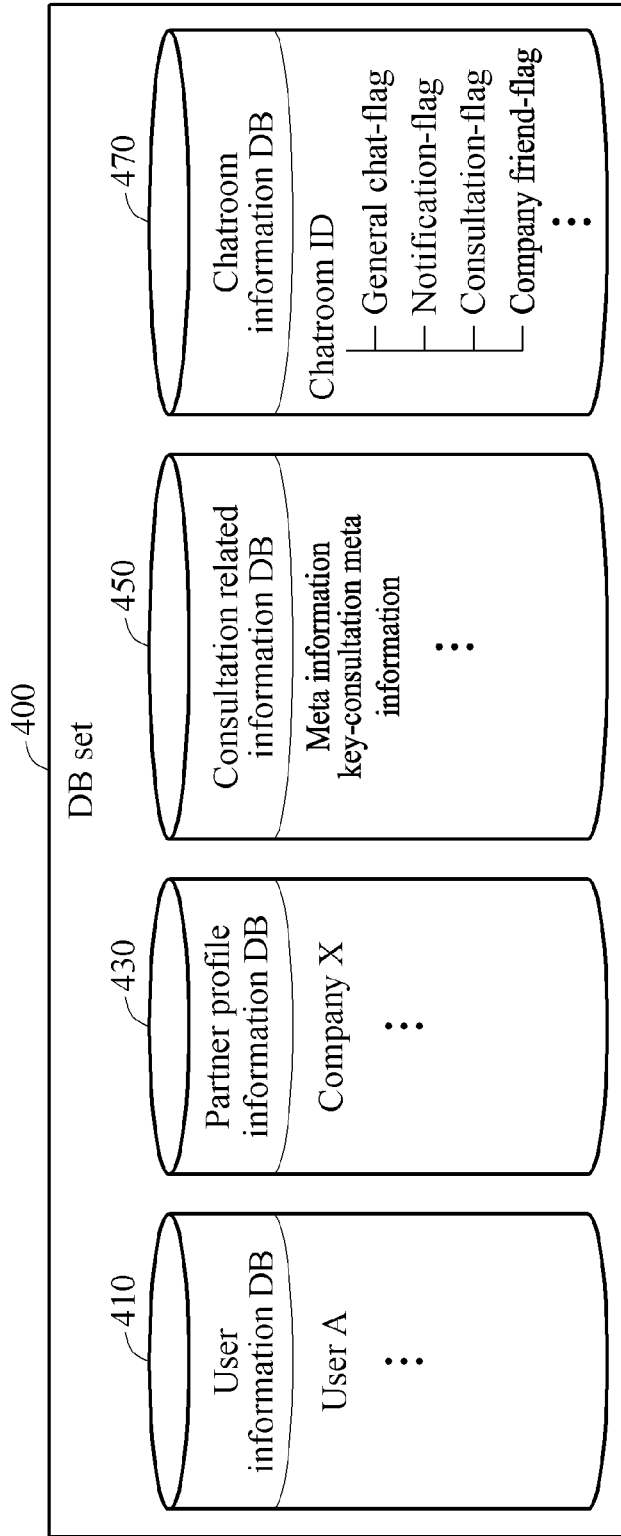 400
DB set
410
User
information DB
User A
430
Partner profile
information DB
Company X
450
Consultation related
information DB
Meta information
key-consultation meta
information
470
Chatroom
information DB
Chatroom ID
General chat-flag
Notification-flag
Consultation-flag
Company friend-flag